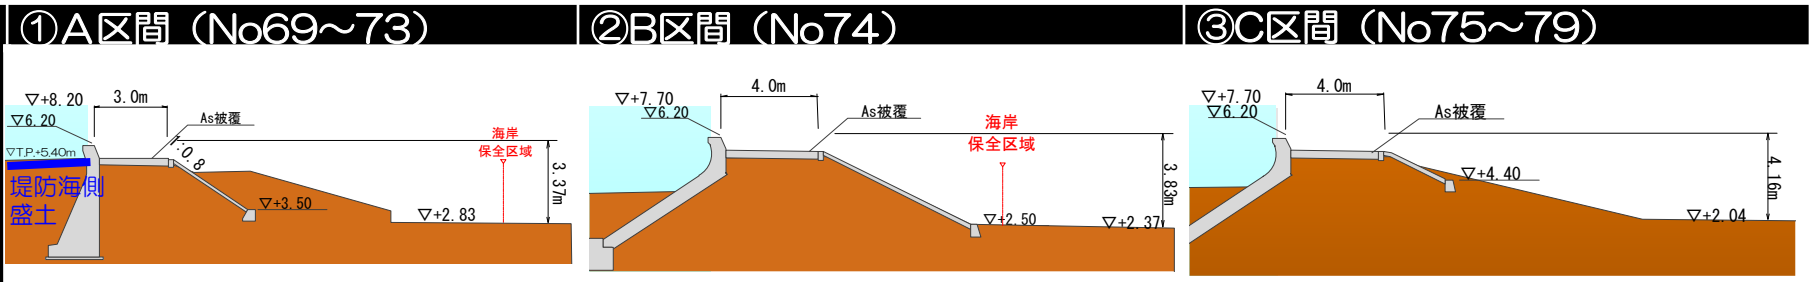 ①A区間（No69～73）
▽+8.20
3.0m
▽6.20
As被覆
▽T.P.+5.40m
1:0.8
海岸
保全区域
3.37m
堤防海側
盛土
▽+3.50
▽+2.83
②B区間（No74）
▽+7.70
4.0m
▽6.20
As被覆
海岸
保全区域
3.83m
▽+2.50
▽+2.37
③C区間（No75～79）
▽+7.70
4.0m
▽6.20
As被覆
4.16m
▽+4.40
▽+2.04